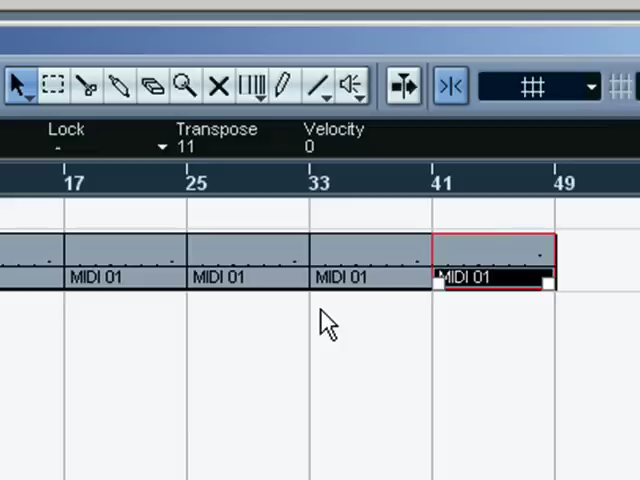 Lock Transpose Velocity
- 11 0
17 25 33 41 49
MIDI 01 MIDI 01 MIDI 01 MIDI 01